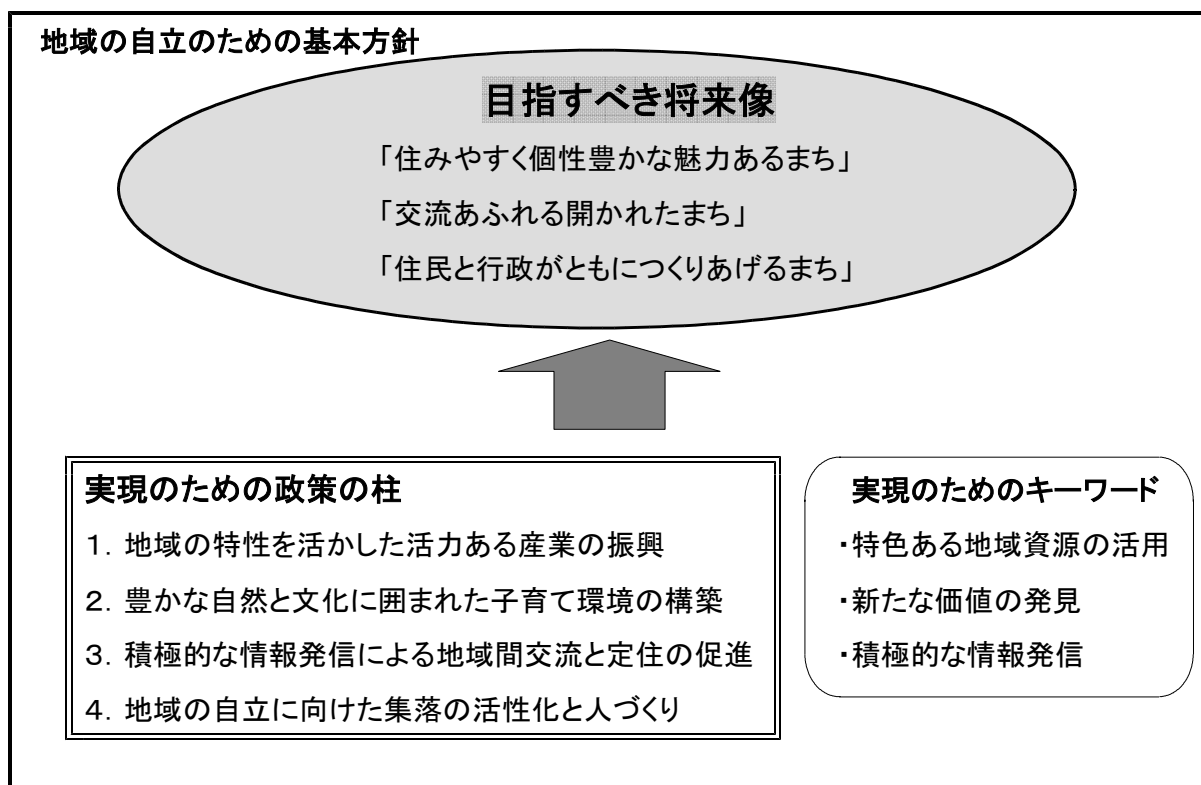 地域の自立のための基本方針
目指すべき将来像
「住みやすく個性豊かな魅力あるまち」
「交流あふれる開かれたまち」
「住民と行政がともにつくりあげるまち」
実現のための政策の柱
1．地域の特性を活かした活力ある産業の振興
2．豊かな自然と文化に囲まれた子育て環境の構築
3．積極的な情報発信による地域間交流と定住の促進
4．地域の自立に向けた集落の活性化と人づくり
実現のためのキーワード
・特色ある地域資源の活用
・新たな価値の発見
・積極的な情報発信